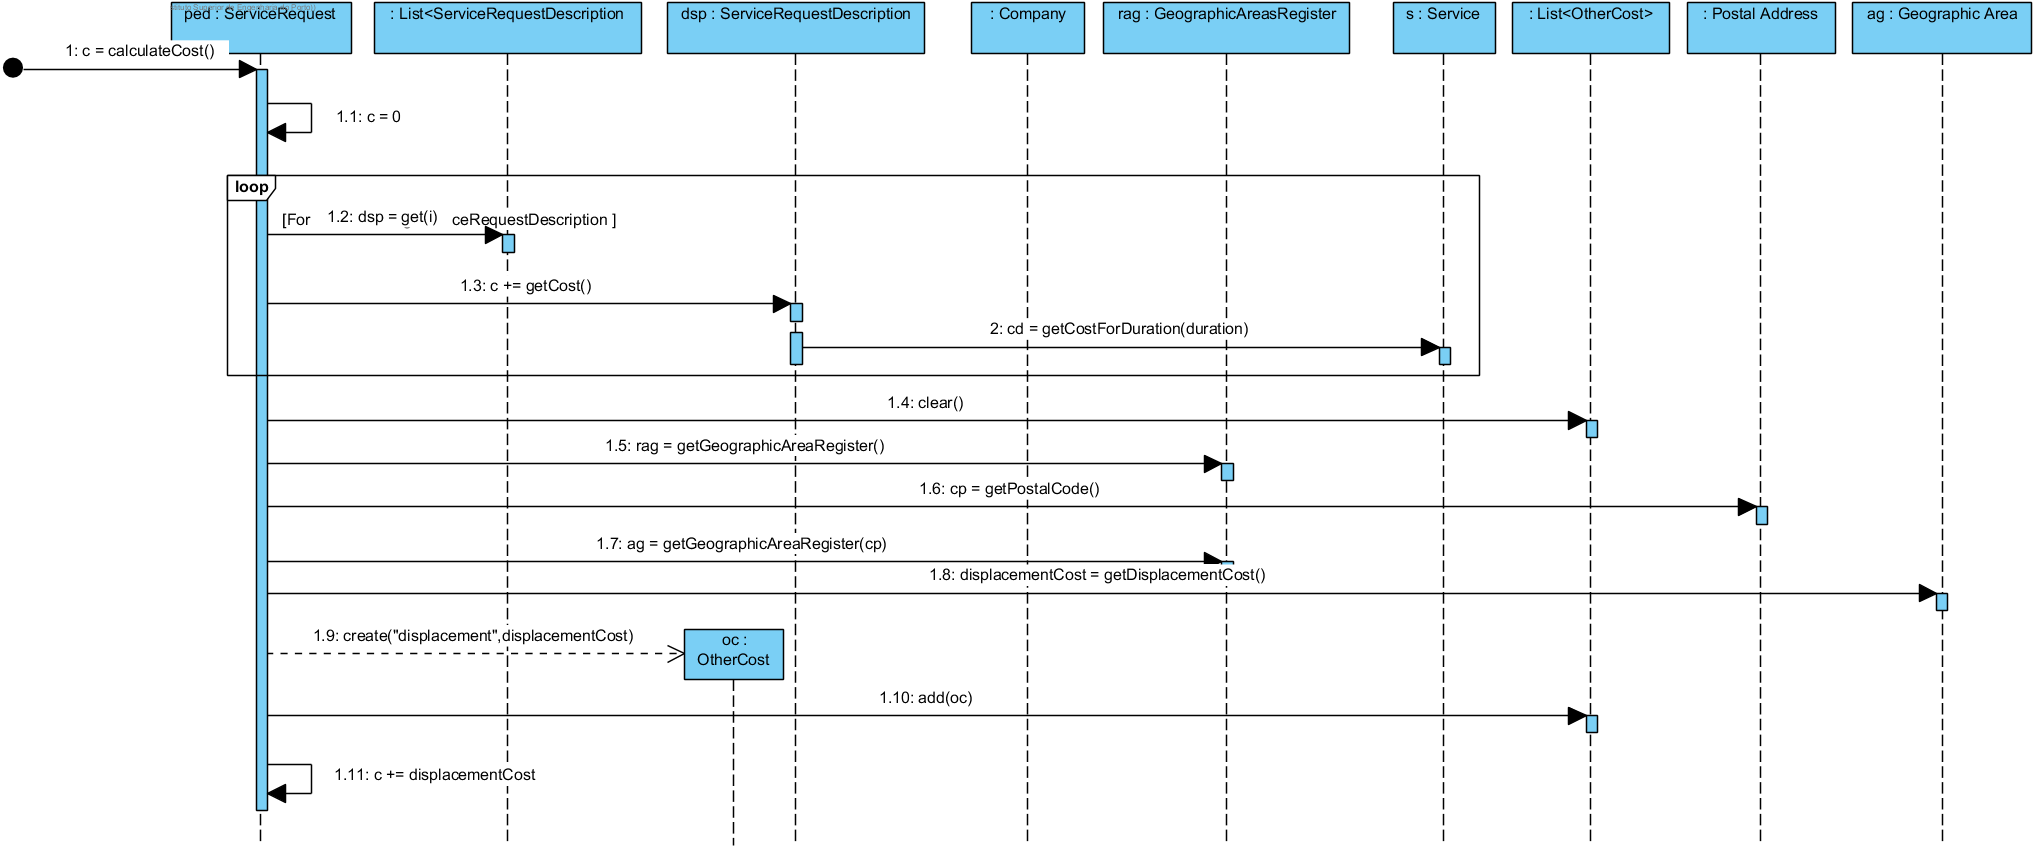 ped : ServiceRequest
: List<ServiceRequestDescription
dsp : ServiceRequestDescription
: Company
rag : GeographicAreasRegister
s : Service
: List<OtherCost>
: Postal Address
ag : Geographic Area
1: c = calculateCost()
1.1: c = 0
loop
[For
1.2: dsp = get(i)
ceRequestDescription ]
1.3: c += getCost()
2: cd = getCostForDuration(duration)
1.4: clear()
1.5: rag = getGeographicAreaRegister()
1.6: cp = getPostalCode()
1.7: ag = getGeographicAreaRegister(cp)
1.8: displacementCost = getDisplacementCost()
1.9: create("displacement",displacementCost)
oc :
OtherCost
1.10: add(oc)
1.11: c += displacementCost